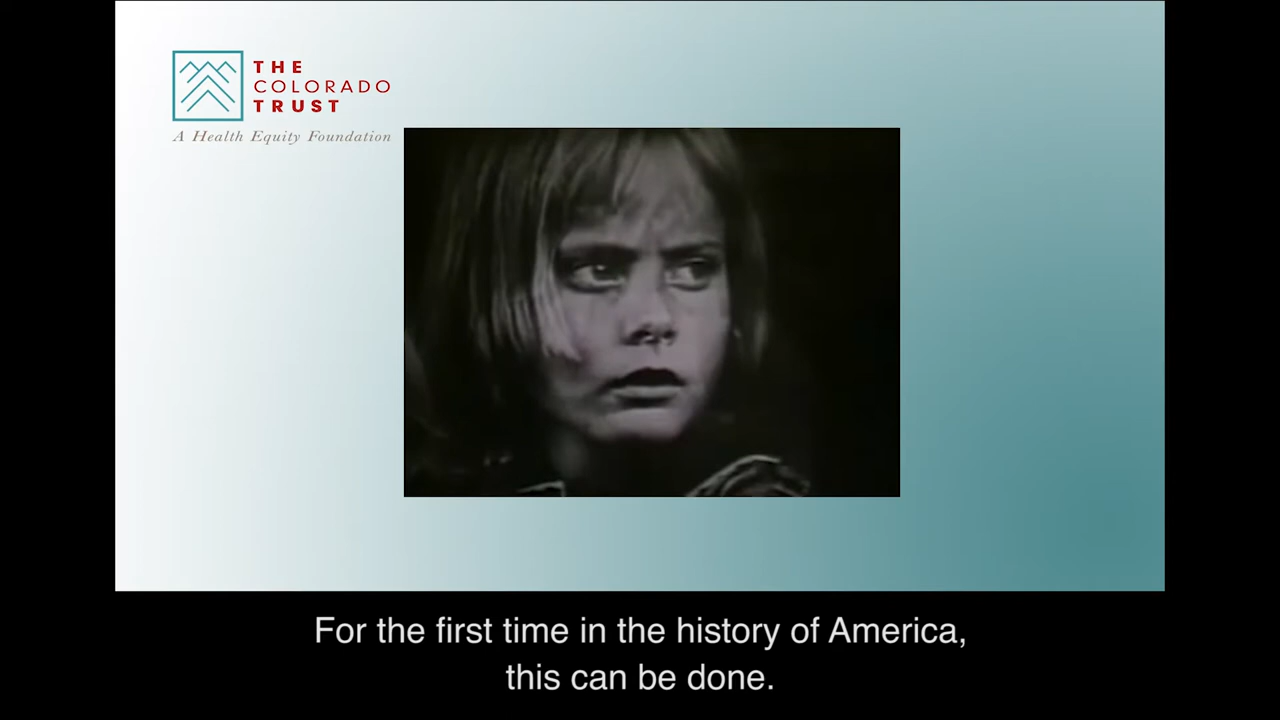 THE
COLORADO
TRUST
A Health Equity Foundation
For the first time in the history of America,
this can be done.